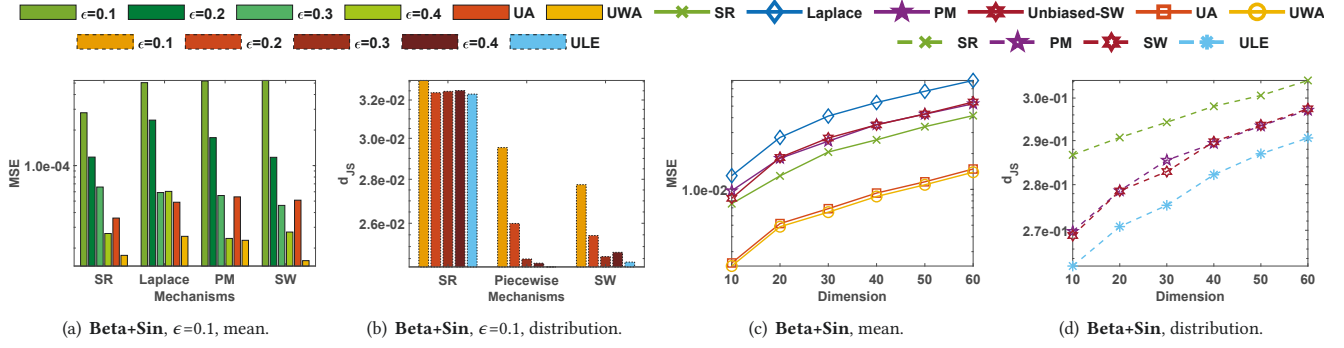 ϵ=0.1 ϵ=0.2 ϵ=0.3 ϵ=0.4 UA UWA
ϵ=0.1 ϵ=0.2 ϵ=0.3 ϵ=0.4 ULE
SR Laplace PM Unbiased-SW UA UWA
SR PM SW ULE
MSE
1.0e-04
SR Laplace PM SW
Mechanisms
(a) Beta+Sin, ϵ=0.1, mean.
d_JS
3.2e-02
3.0e-02
2.8e-02
2.6e-02
SR Piecewise SW
Mechanisms
(b) Beta+Sin, ϵ=0.1, distribution.
MSE
1.0e-02
10 20 30 40 50 60
Dimension
(c) Beta+Sin, mean.
d_JS
3.0e-01
2.9e-01
2.8e-01
2.7e-01
10 20 30 40 50 60
Dimension
(d) Beta+Sin, distribution.